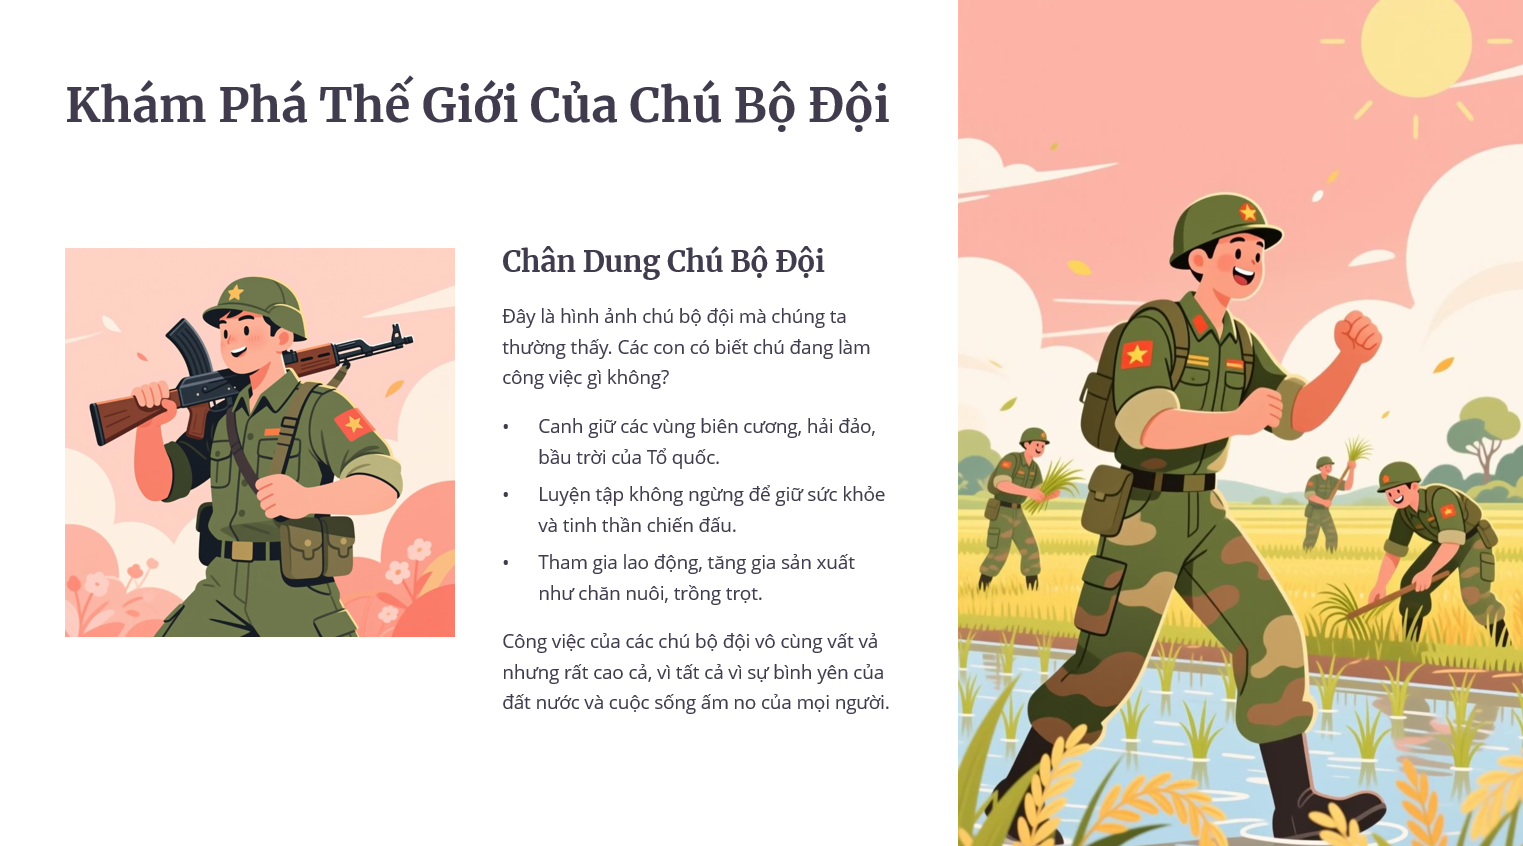 Khám Phá Thế Giới Của Chú Bộ Đội
Chân Dung Chú Bộ Đội
Đây là hình ảnh chú bộ đội mà chúng ta
thường thấy. Các con có biết chú đang làm
công việc gì không?
• Canh giữ các vùng biên cương, hải đảo,
bầu trời của Tổ quốc.
• Luyện tập không ngừng để giữ sức khỏe
và tinh thần chiến đấu.
• Tham gia lao động, tăng gia sản xuất
như chăn nuôi, trồng trọt.
Công việc của các chú bộ đội vô cùng vất vả
nhưng rất cao cả, vì tất cả vì sự bình yên của
đất nước và cuộc sống ấm no của mọi người.